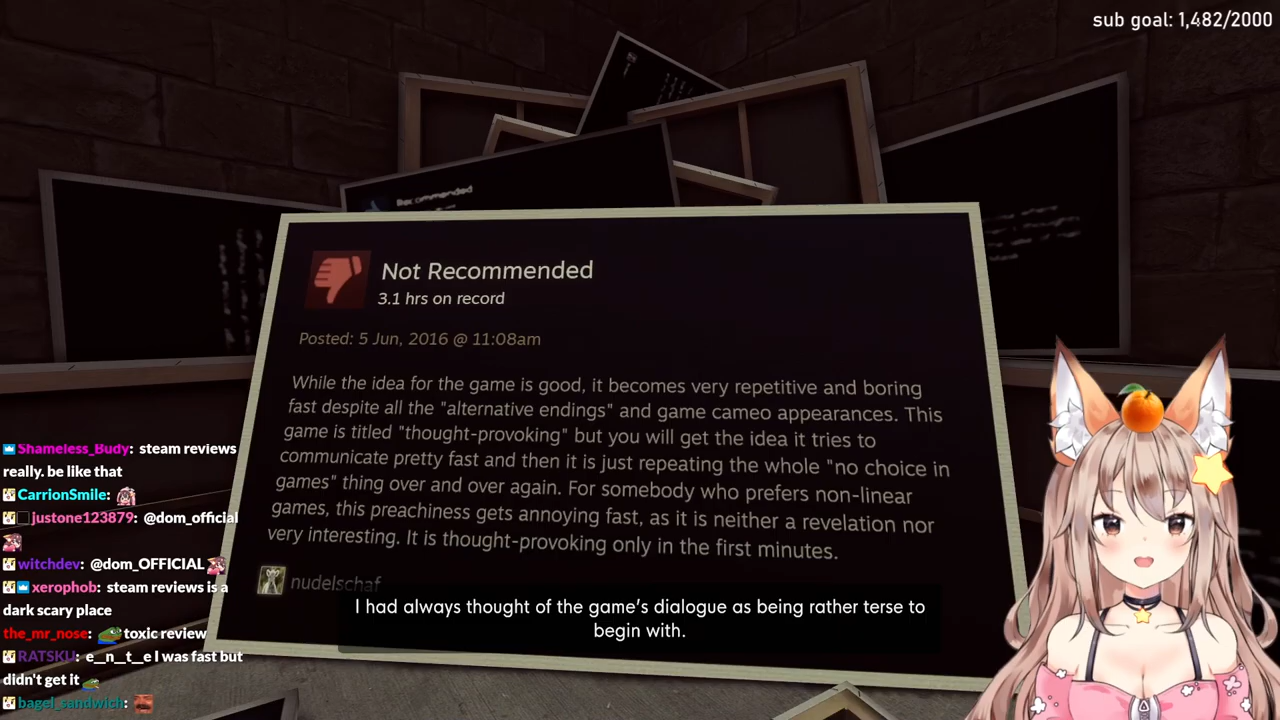 sub goal: 1,482/2000
Recommended
Not Recommended
3.1 hrs on record
Posted: 5 Jun, 2016 @ 11:08am
While the idea for the game is good, it becomes very repetitive and boring
fast despite all the "alternative endings" and game cameo appearances. This
game is titled "thought-provoking" but you will get the idea it tries to
communicate pretty fast and then it is just repeating the whole "no choice in
games" thing over and over again. For somebody who prefers non-linear
games, this preachiness gets annoying fast, as it is neither a revelation nor
very interesting. It is thought-provoking only in the first minutes.
nudelschaf
I had always thought of the game's dialogue as being rather terse to
begin with.
Shameless_Budy: steam reviews
really. be like that
CarrionSmile:
justone123879: @dom_official
witchdev: @dom_OFFICIAL
xerophob: steam reviews is a
dark scary place
the_mr_nose: toxic review
RATSKU: e__n__t__e I was fast but
didn't get it
bagel_sandwich: